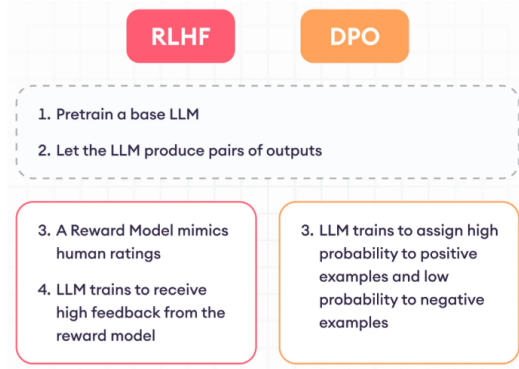 RLHF
DPO
1. Pretrain a base LLM
2. Let the LLM produce pairs of outputs
3. A Reward Model mimics
human ratings
4. LLM trains to receive
high feedback from the
reward model
3. LLM trains to assign high
probability to positive
examples and low
probability to negative
examples